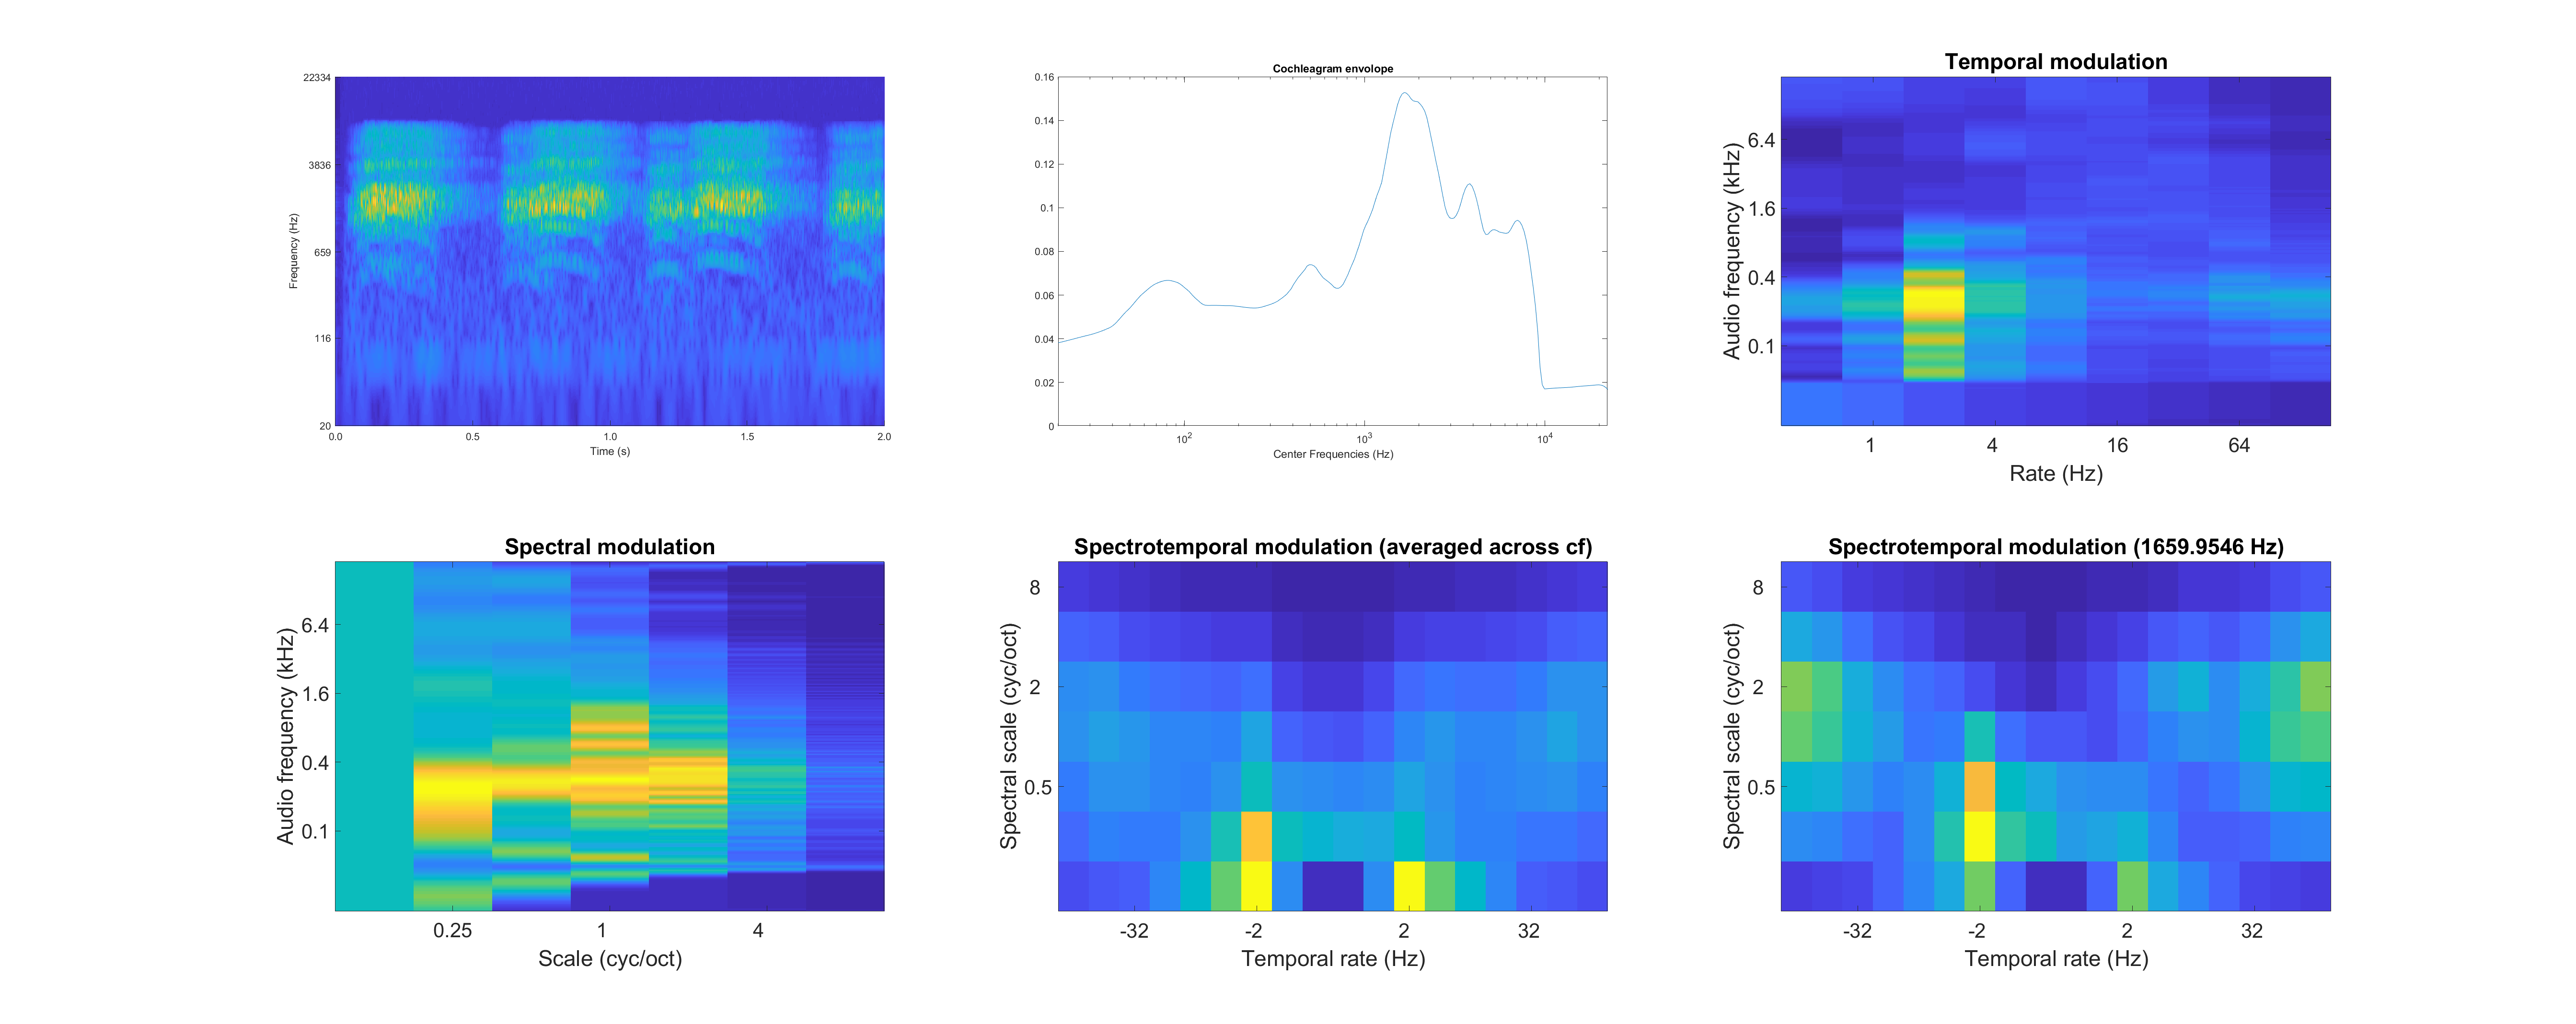 22334
3836
659
116
20
Frequency (Hz)
0.0 0.5 1.0 1.5 2.0
Time (s)
Cochleagram envolope
0.16
0.14
0.12
0.1
0.08
0.06
0.04
0.02
0
10² 10³ 10⁴
Center Frequencies (Hz)
Temporal modulation
6.4
1.6
0.4
0.1
Audio frequency (kHz)
1 4 16 64
Rate (Hz)
Spectral modulation
6.4
1.6
0.4
0.1
Audio frequency (kHz)
0.25 1 4
Scale (cyc/oct)
Spectrotemporal modulation (averaged across cf)
8
2
0.5
Spectral scale (cyc/oct)
-32 -2 2 32
Temporal rate (Hz)
Spectrotemporal modulation (1659.9546 Hz)
8
2
0.5
Spectral scale (cyc/oct)
-32 -2 2 32
Temporal rate (Hz)